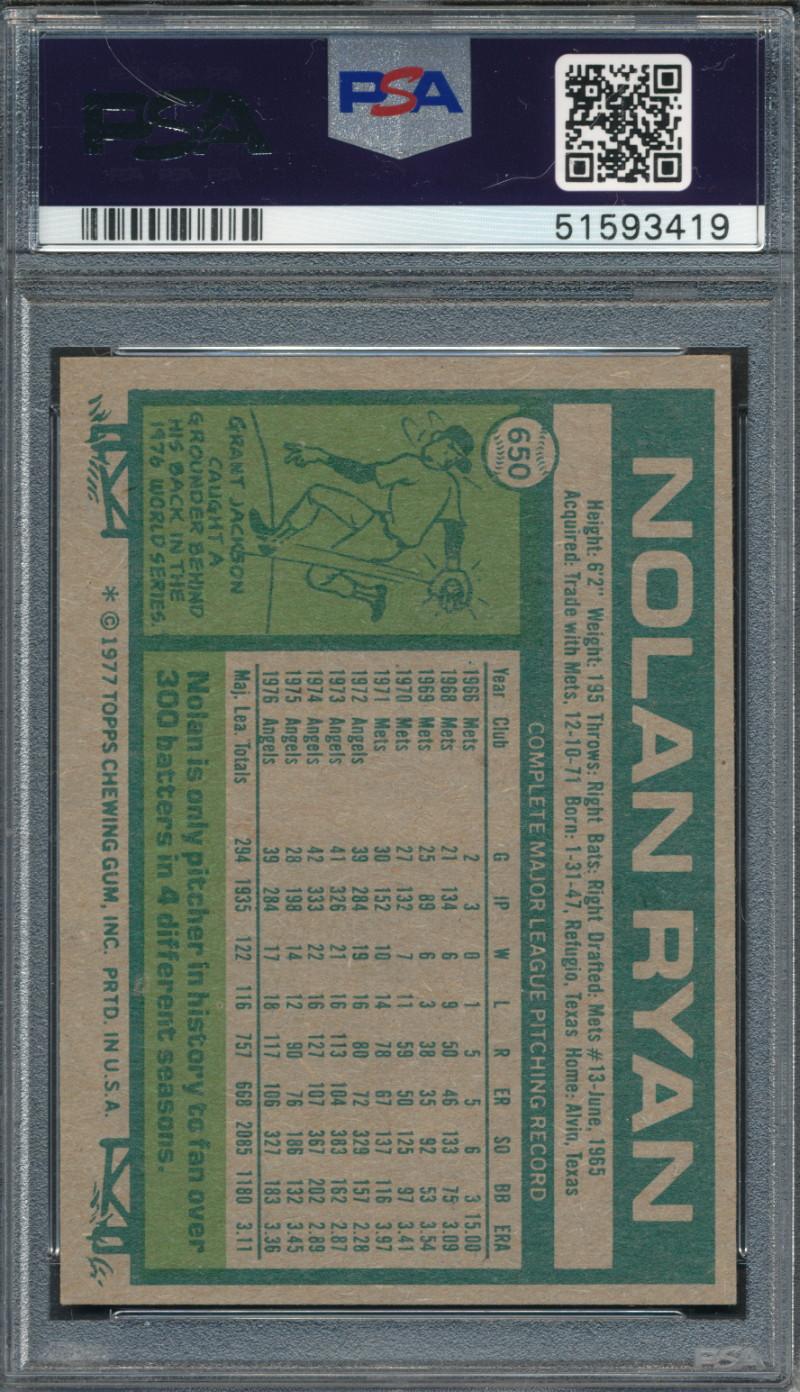 PSA
PSA
51593419
NOLAN RYAN
Height: 6'2" Weight: 195 Throws: Right Bats: Right Drafted: Mets #13-June, 1965
Acquired: Trade with Mets, 12-10-71 Born: 1-31-47, Refugio, Texas Home: Alvin, Texas
650
COMPLETE MAJOR LEAGUE PITCHING RECORD
Year Club G IP W L R ER SO BB ERA
1966 Mets 2 3 0 1 5 5 6 3 15.00
1968 Mets 21 134 6 9 50 46 133 75 3.09
1969 Mets 25 89 6 3 38 35 92 53 3.54
1970 Mets 27 132 7 11 59 50 125 97 3.41
1971 Mets 30 152 10 14 78 67 137 116 3.97
1972 Angels 39 284 19 16 80 72 329 157 2.28
1973 Angels 41 326 21 16 113 104 383 162 2.87
1974 Angels 42 333 22 16 127 107 367 202 2.89
1975 Angels 28 198 14 12 90 76 186 132 3.45
1976 Angels 39 284 17 18 117 106 327 183 3.36
Maj. Lea. Totals 294 1935 122 116 757 668 2085 1180 3.11
GRANT JACKSON
CAUGHT A
GROUNDER BEHIND
HIS BACK IN THE
1976 WORLD SERIES.
Nolan is only pitcher in history to fan over
300 batters in 4 different seasons.
* © 1977 TOPPS CHEWING GUM, INC. PRTD. IN U.S.A.
PSA